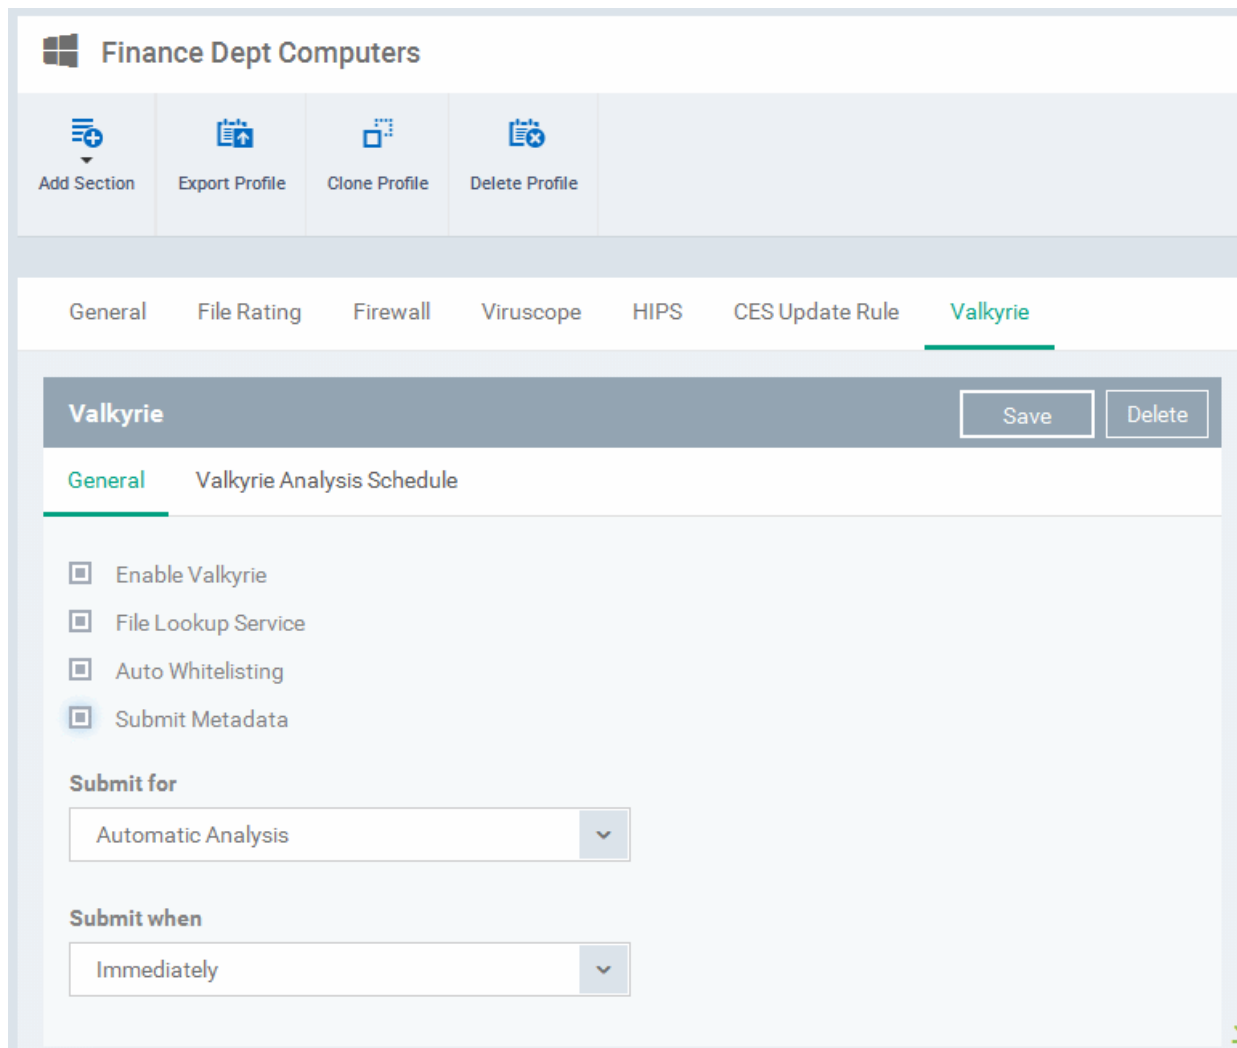 Finance Dept Computers
Add Section Export Profile Clone Profile Delete Profile
General File Rating Firewall Viruscope HIPS CES Update Rule Valkyrie
Valkyrie Save Delete
General Valkyrie Analysis Schedule
Enable Valkyrie
File Lookup Service
Auto Whitelisting
Submit Metadata
Submit for
Automatic Analysis
Submit when
Immediately